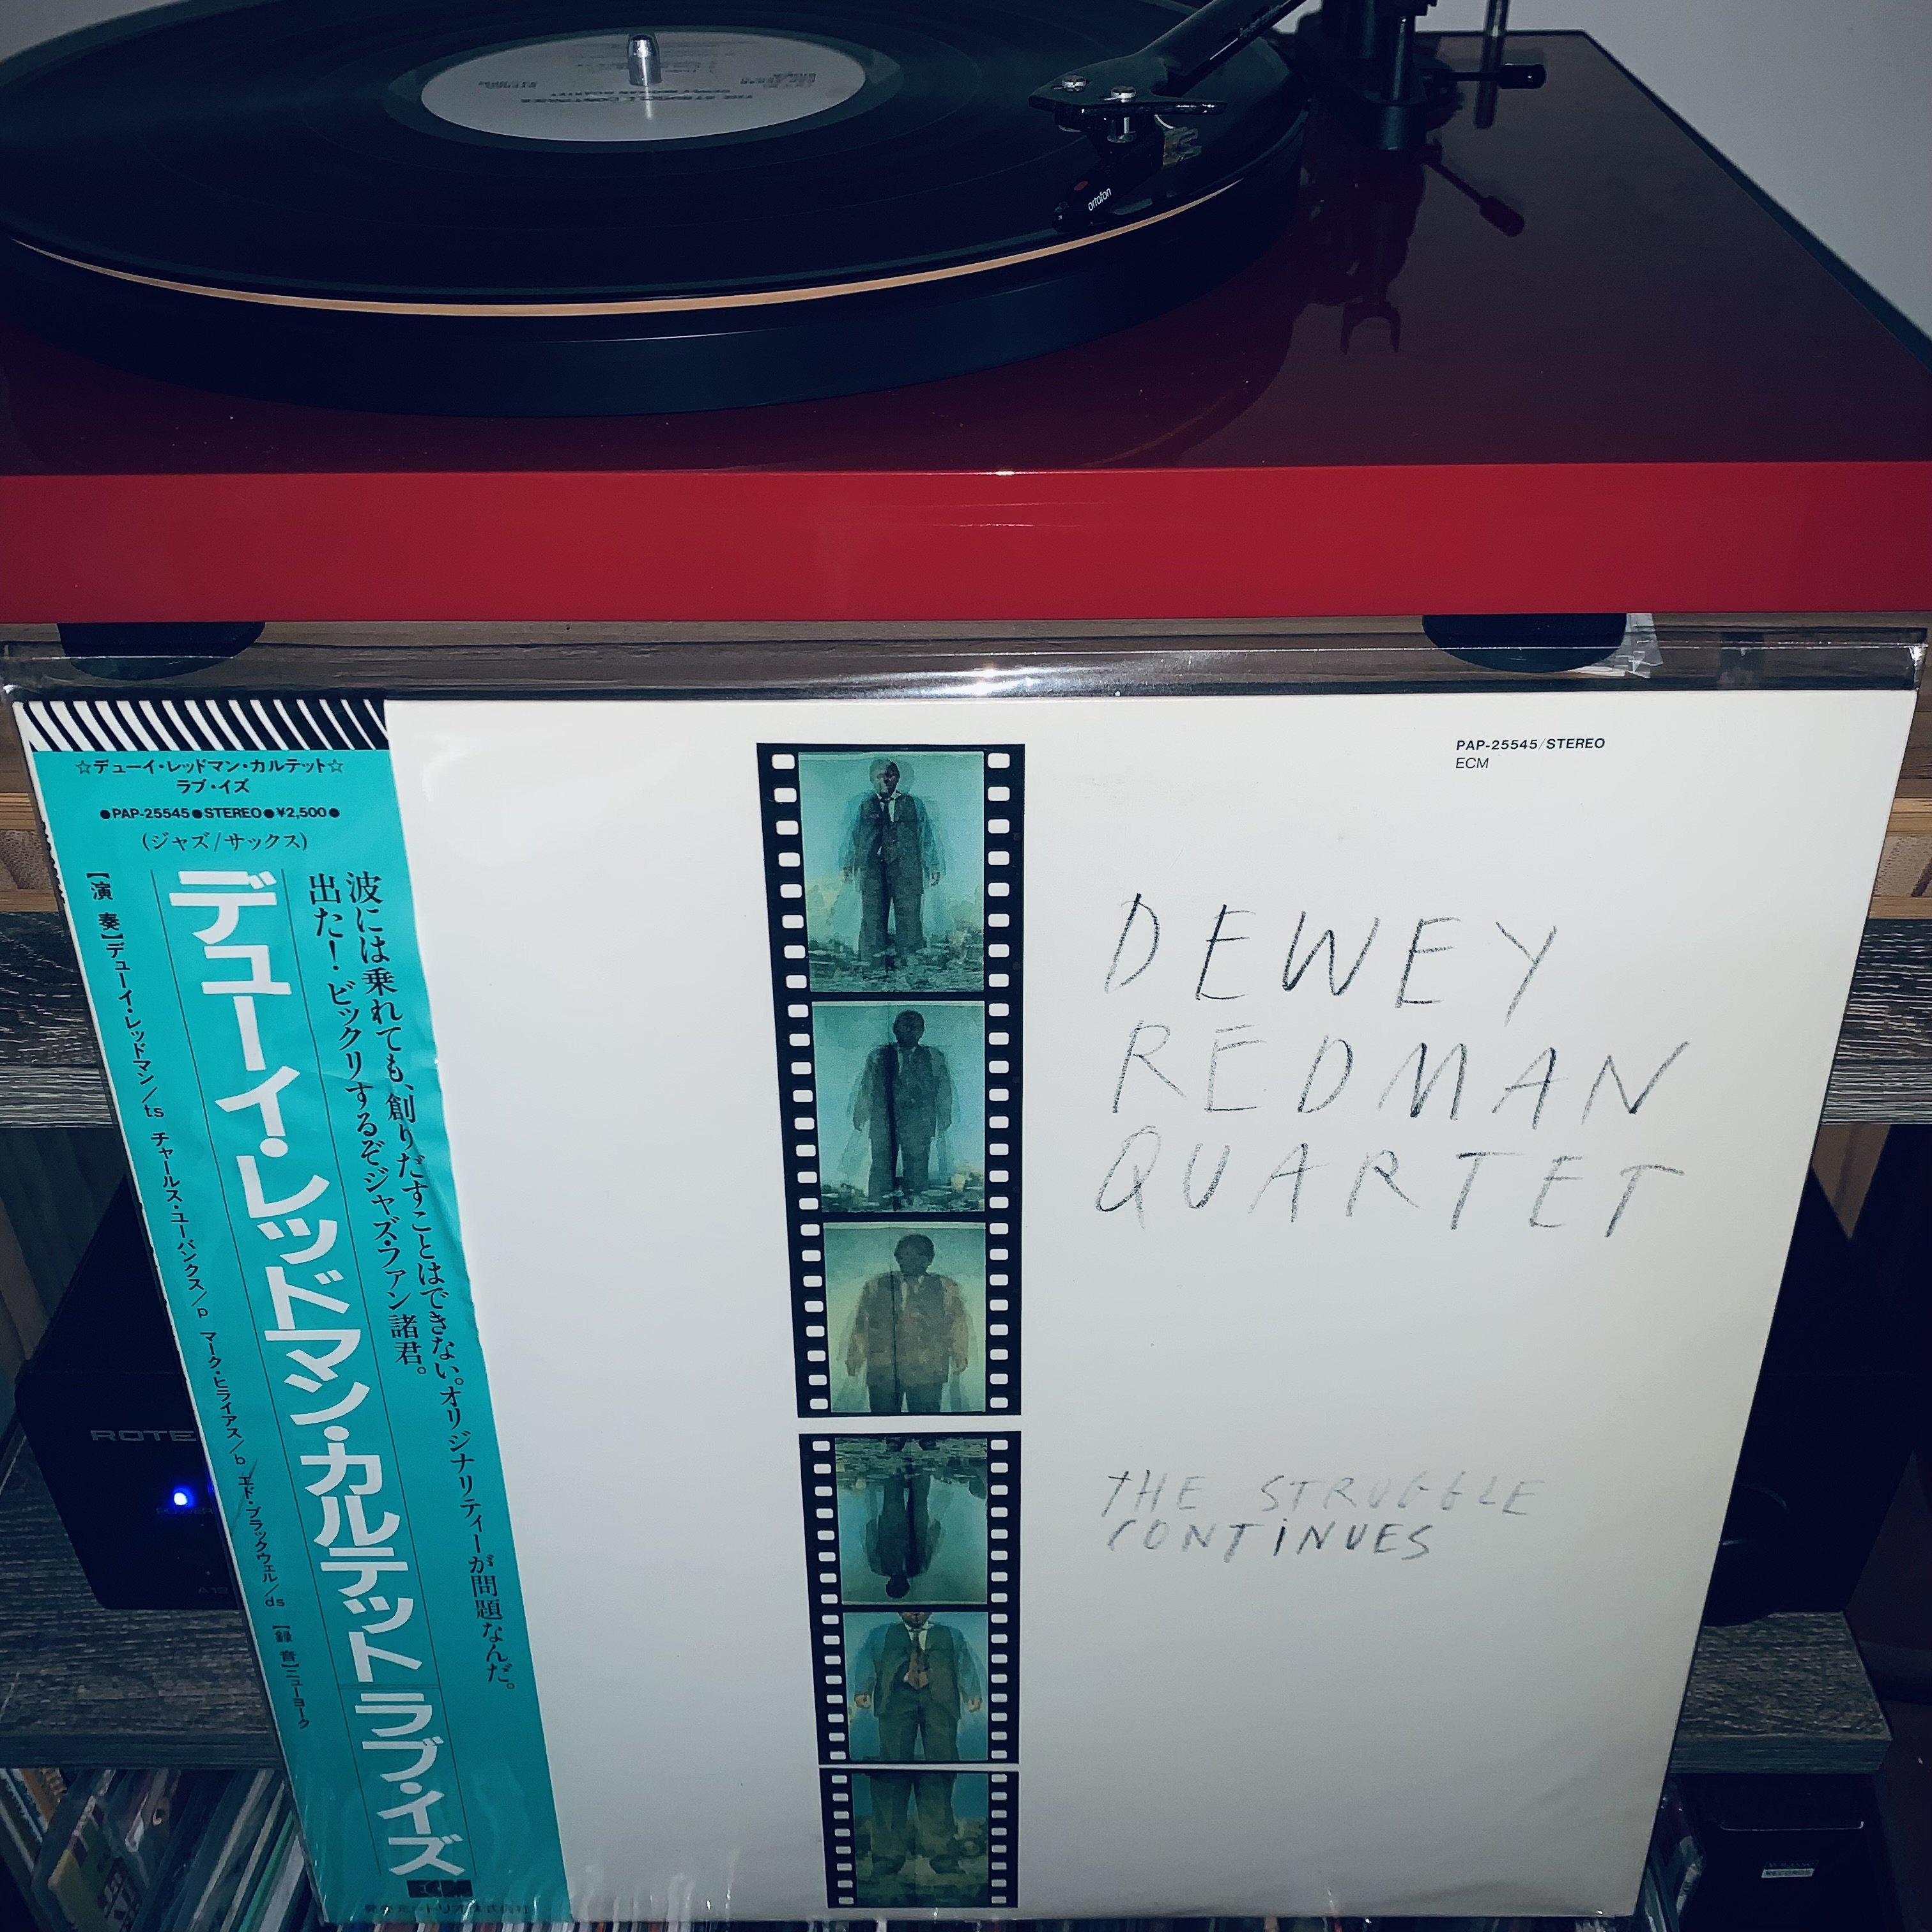 ortofon
☆デューイ・レッドマン・カルテット☆
ラブ・イズ
●PAP-25545●STEREO●¥2,500●
(ジャズ/サックス)
波には乗れても、創りだすことはできない。オリジナリティーが問題なんだ。
出た!ビックリするぞジャズ・ファン諸君。
デューイ・レッドマン・カルテット ラブ・イズ
【演奏】デューイ・レッドマン/ts チャールス・ユーバンクス/p マーク・ヒライアス/b エド・ブラックウェル/ds 【録音】ニューヨーク
PAP-25545/STEREO
ECM
DEWEY
REDMAN
QUARTET
THE STRUGGLE
CONTINUES
ROTE